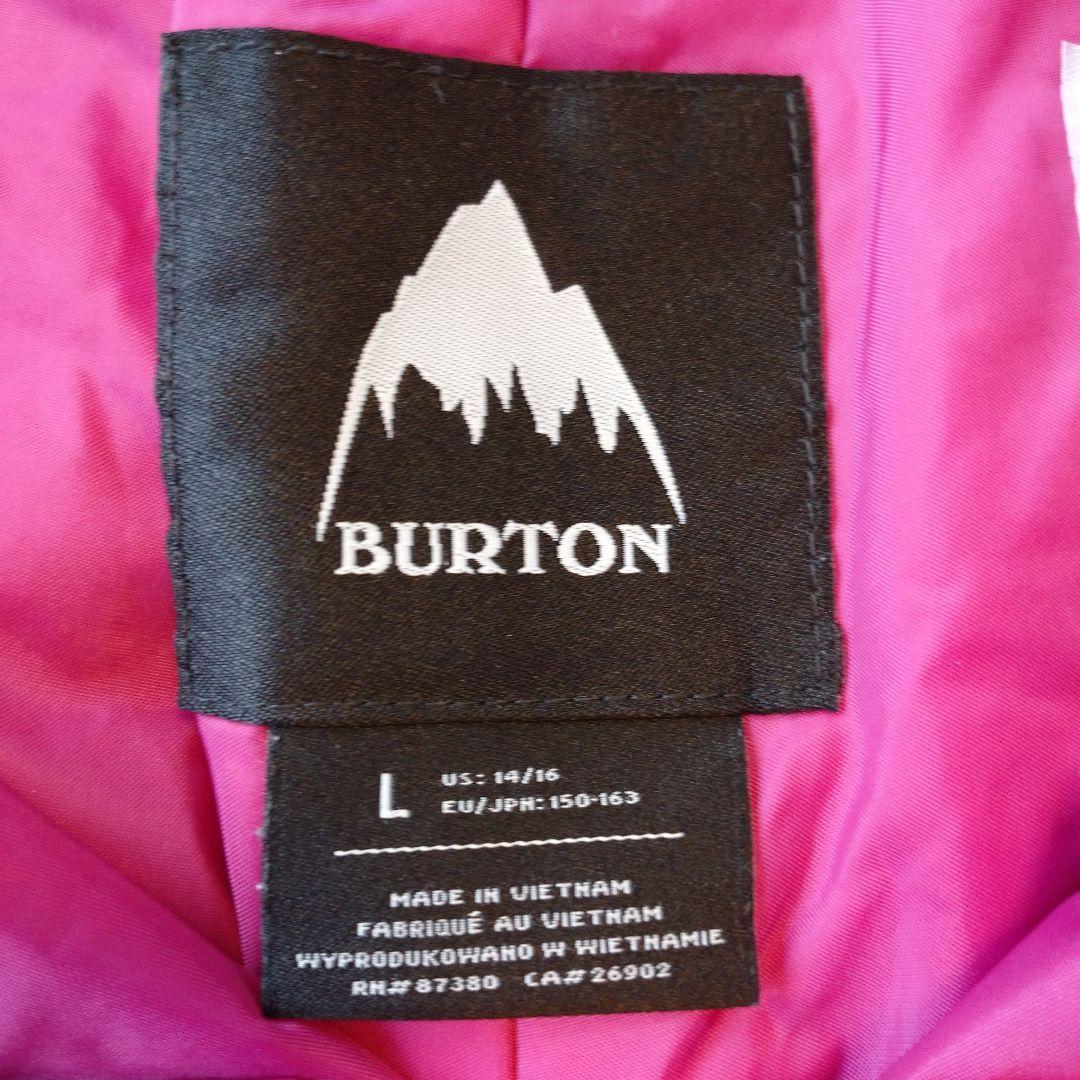 BURTON
L US: 14/16
EU/JPN: 150-163
MADE IN VIETNAM
FABRIQUÉ AU VIETNAM
WYPRODUKOWANO W WIETNAMIE
RN# 87380 CA# 26902